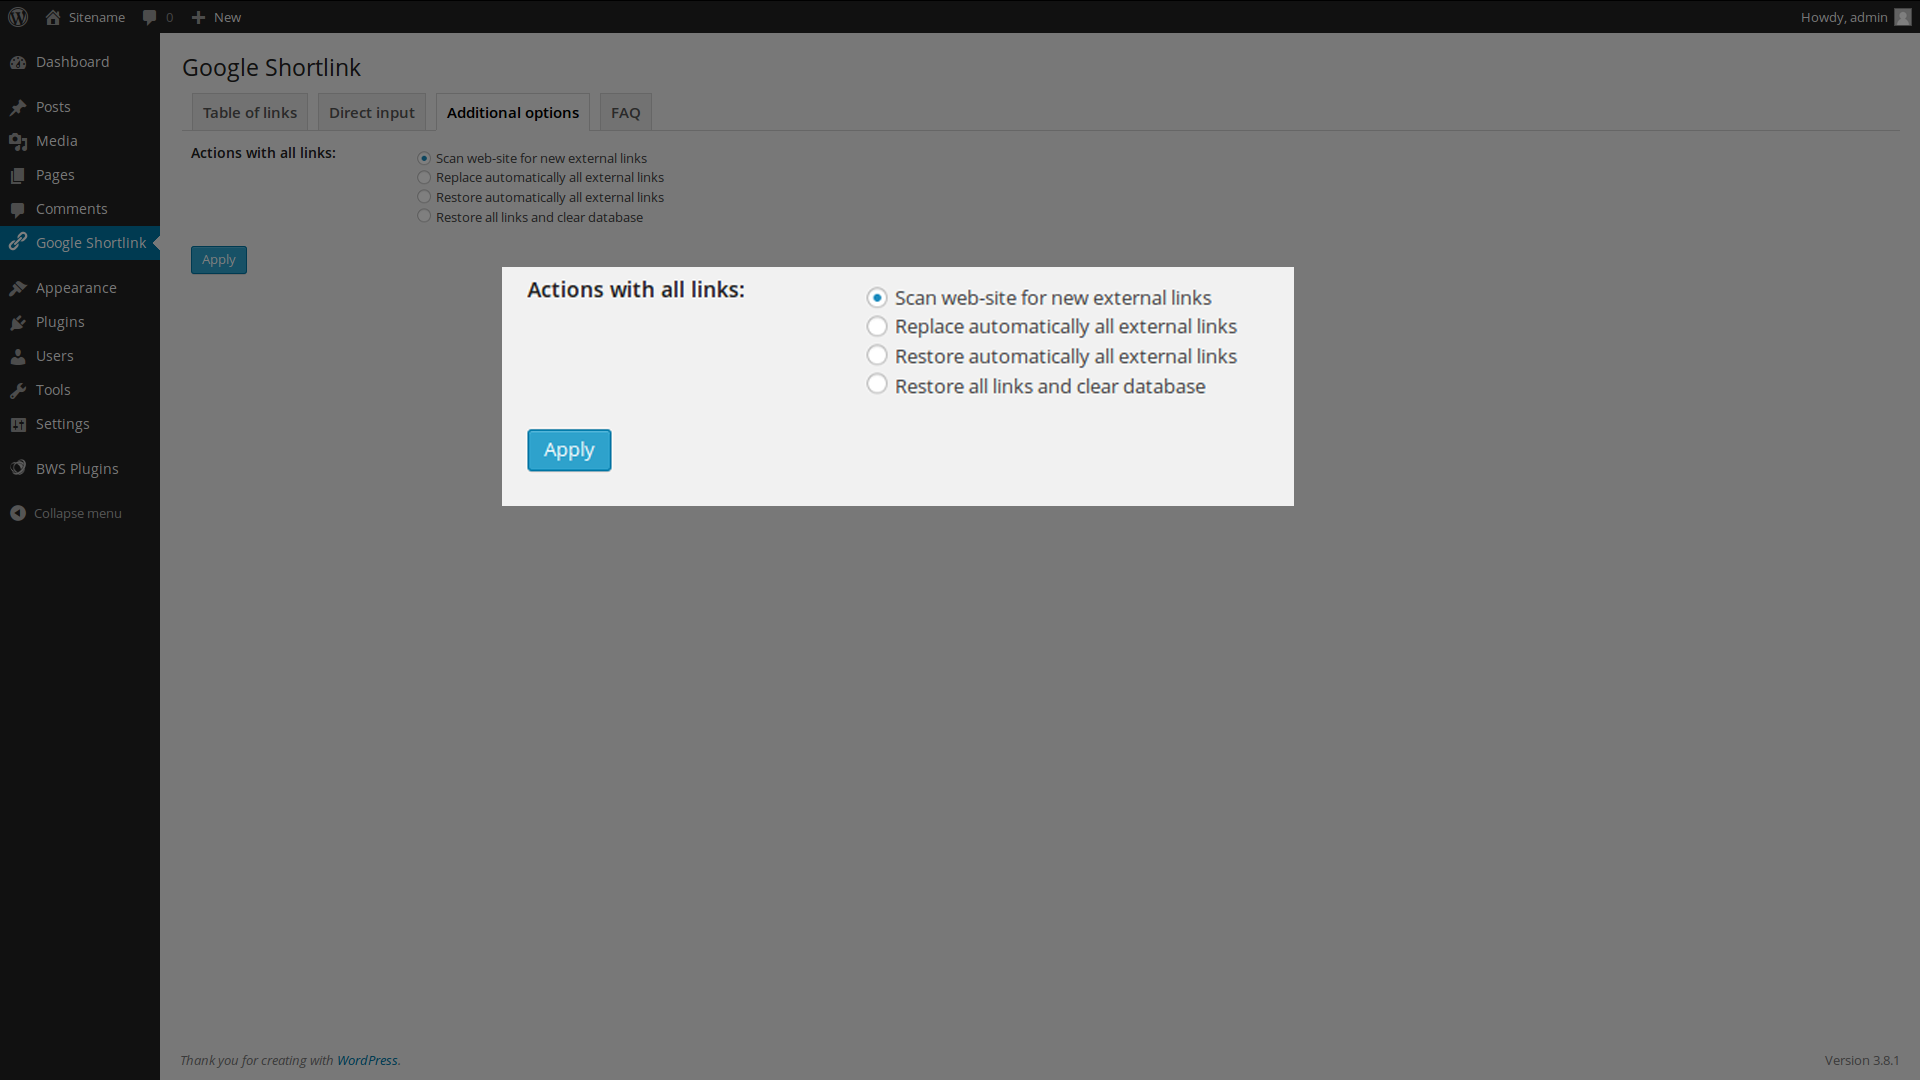 Sitename 0 New Howdy, admin
Dashboard
Posts
Media
Pages
Comments
Google Shortlink
Appearance
Plugins
Users
Tools
Settings
BWS Plugins
Collapse menu
Google Shortlink
Table of links Direct input Additional options FAQ
Actions with all links:
Scan web-site for new external links
Replace automatically all external links
Restore automatically all external links
Restore all links and clear database
Apply
Actions with all links:
Scan web-site for new external links
Replace automatically all external links
Restore automatically all external links
Restore all links and clear database
Apply
Thank you for creating with WordPress. Version 3.8.1